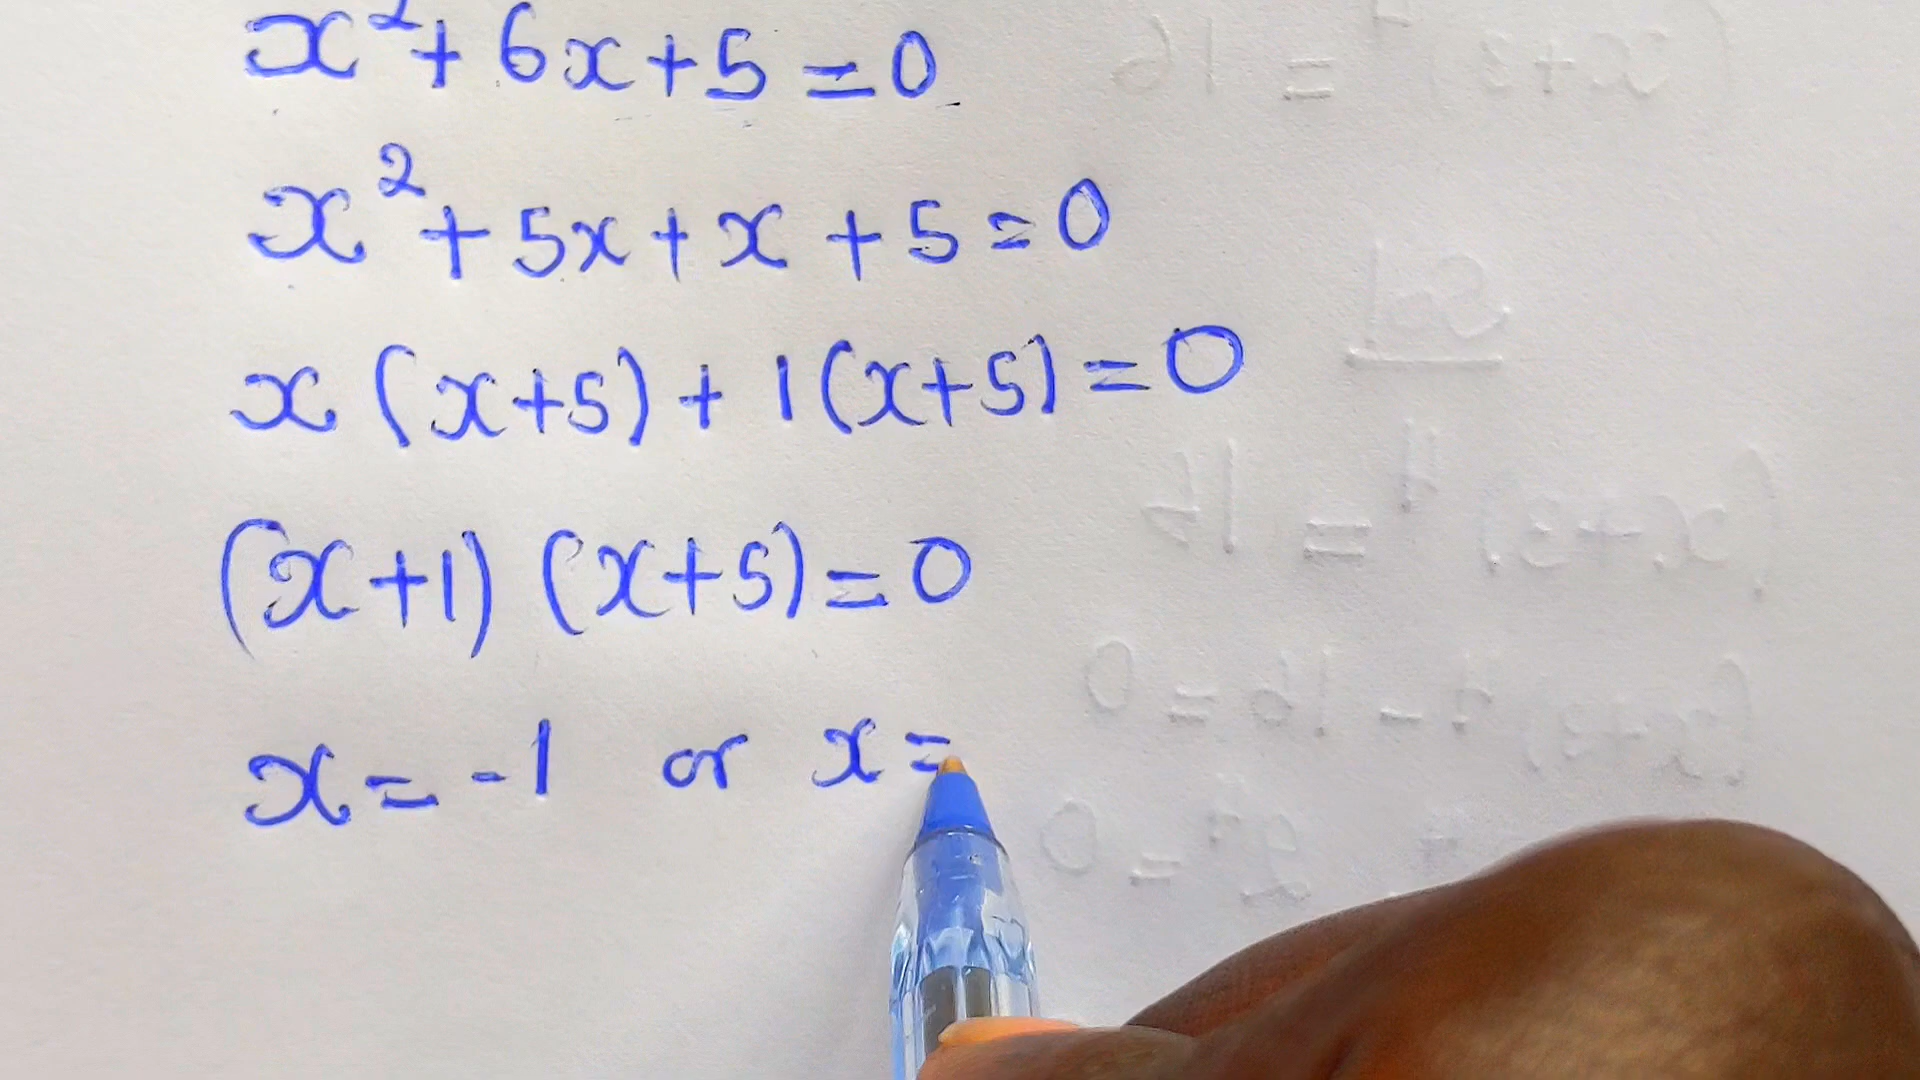 x² + 6x + 5 = 0
x² + 5x + x + 5 = 0
x (x+5) + 1(x+5) = 0
(x+1) (x+5) = 0
x = -1 or x =